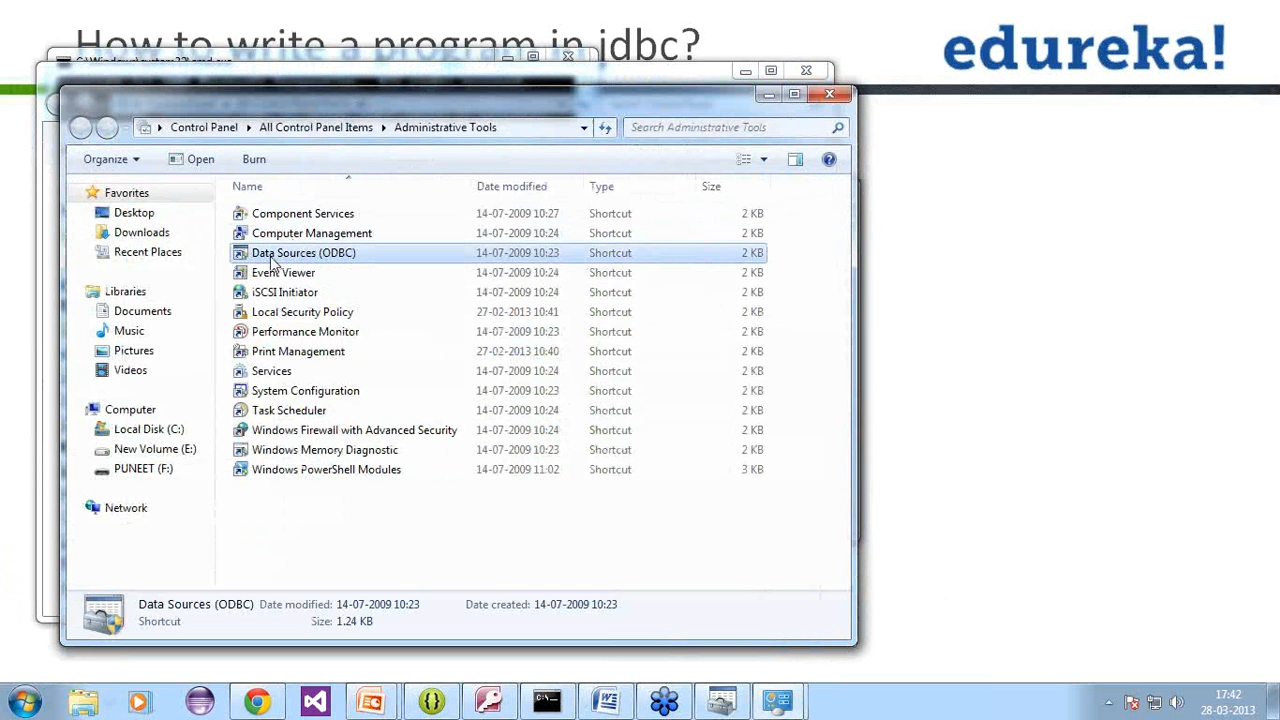 How to write a program in jdbc?
edureka!
C:\Windows\system32\cmd.exe
Control Panel All Control Panel Items Administrative Tools
Search Administrative Tools
Organize Open Burn
Name Date modified Type Size
Favorites
Desktop
Downloads
Recent Places
Libraries
Documents
Music
Pictures
Videos
Computer
Local Disk (C:)
New Volume (E:)
PUNEET (F:)
Network
Component Services 14-07-2009 10:27 Shortcut 2 KB
Computer Management 14-07-2009 10:24 Shortcut 2 KB
Data Sources (ODBC) 14-07-2009 10:23 Shortcut 2 KB
Event Viewer 14-07-2009 10:24 Shortcut 2 KB
iSCSI Initiator 14-07-2009 10:24 Shortcut 2 KB
Local Security Policy 27-02-2013 10:41 Shortcut 2 KB
Performance Monitor 14-07-2009 10:23 Shortcut 2 KB
Print Management 27-02-2013 10:40 Shortcut 2 KB
Services 14-07-2009 10:24 Shortcut 2 KB
System Configuration 14-07-2009 10:23 Shortcut 2 KB
Task Scheduler 14-07-2009 10:24 Shortcut 2 KB
Windows Firewall with Advanced Security 14-07-2009 10:24 Shortcut 2 KB
Windows Memory Diagnostic 14-07-2009 10:23 Shortcut 2 KB
Windows PowerShell Modules 14-07-2009 11:02 Shortcut 3 KB
Data Sources (ODBC) Date modified: 14-07-2009 10:23 Date created: 14-07-2009 10:23
Shortcut Size: 1.24 KB
17:42
28-03-2013